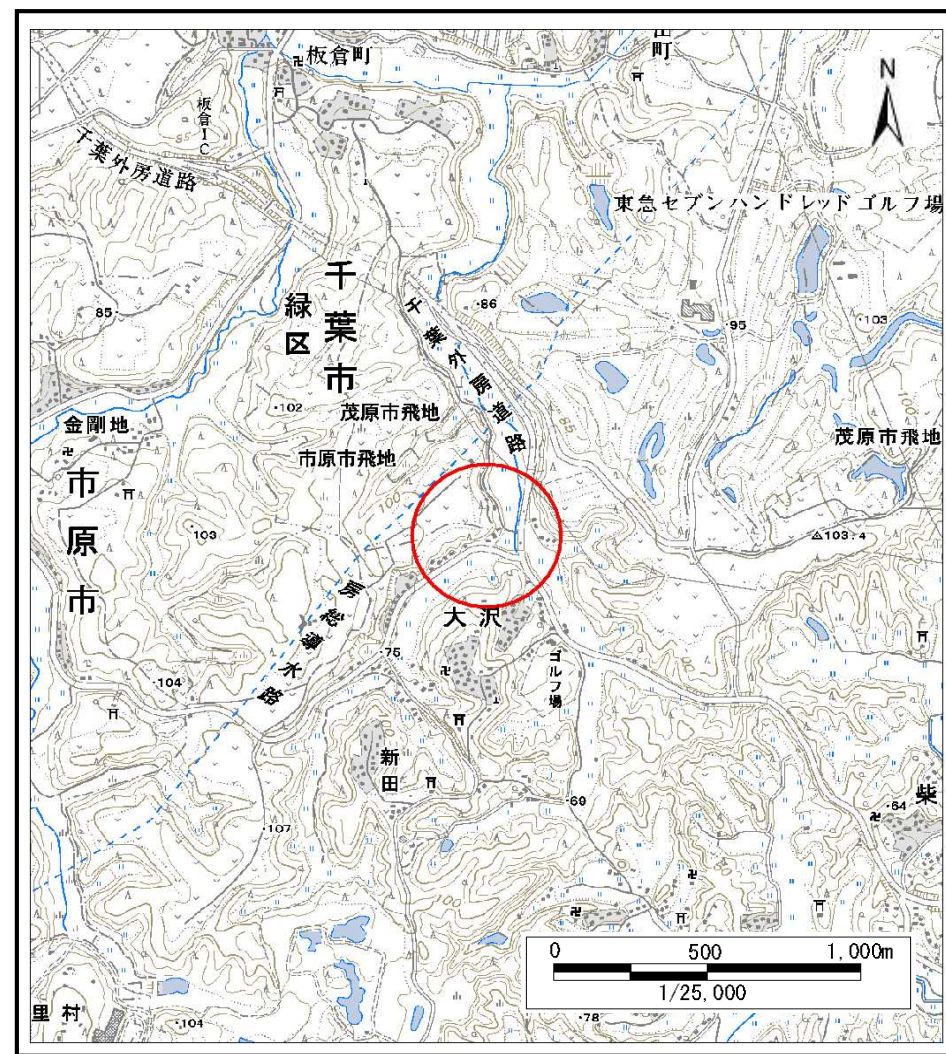 板倉町
町
N
板倉IC
千葉外房道路
東急セブンハンドレッドゴルフ場
千葉市
緑区
86
千葉外房道路
85
95
103
102
茂原市飛地
金剛地
市原市飛地
100
茂原市飛地
市原市
103
103.4
大沢
房総導水路
75
104
ゴルフ場
新田
69
柴
64
107
0 500 1,000m
1/25,000
里村
104
78